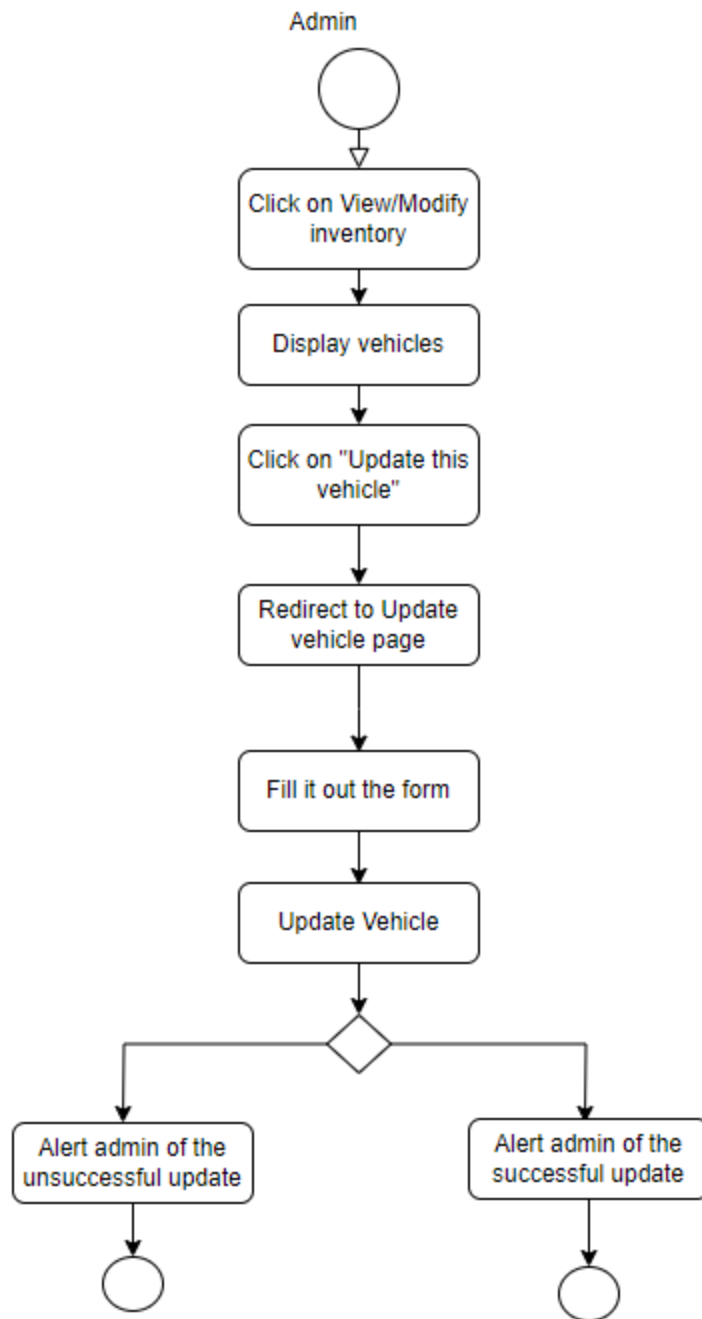 Admin
Click on View/Modify
inventory
Display vehicles
Click on "Update this
vehicle"
Redirect to Update
vehicle page
Fill it out the form
Update Vehicle
Alert admin of the
unsuccessful update
Alert admin of the
successful update